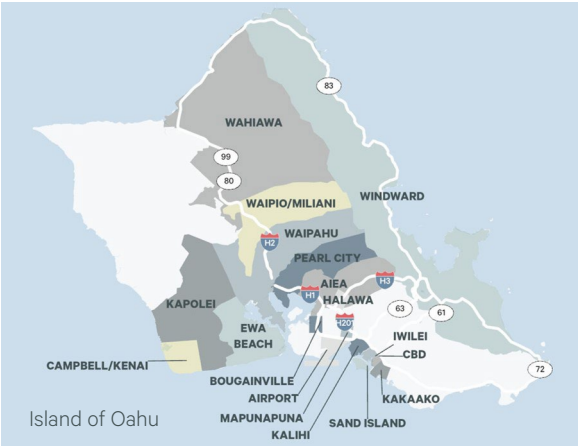 83
WAHIAWA
99
80
WAIPIO/MILIANI
WINDWARD
WAIPAHU
H2
PEARL CITY
H3
AIEA
H1
HALAWA
KAPOLEI
63
61
H201
EWA
BEACH
IWILEI
CBD
CAMPBELL/KENAI
72
BOUGAINVILLE
AIRPORT
KAKAAKO
MAPUNAPUNA
SAND ISLAND
KALIHI
Island of Oahu